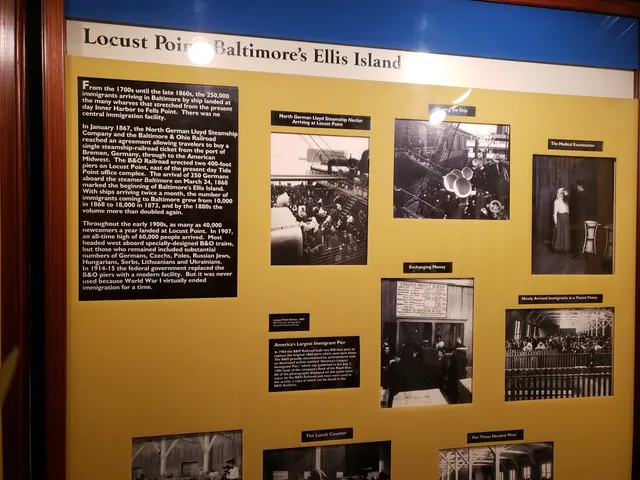 Locust Point: Baltimore's Ellis Island
From the 1700s until the late 1860s, the 250,000
immigrants arriving in Baltimore by ship landed at
the many wharves that stretched from the present
day Inner Harbor to Fells Point. There was no
central immigration facility.
In January 1867, the North German Lloyd Steamship
Company and the Baltimore & Ohio Railroad
reached an agreement allowing travelers to buy a
single steamship-railroad ticket from the port of
Bremen, Germany, through to the American
Midwest. The B&O Railroad erected two 400-foot
piers on Locust Point, east of the present day Tide
Point office complex. The arrival of 350 Germans
aboard the steamer Baltimore on March 24, 1868
marked the beginning of Baltimore's Ellis Island.
With ships arriving twice a month, the number of
immigrants coming to Baltimore grew from 10,000
in 1868 to 18,000 in 1873, and by the 1880s the
volume more than doubled again.
Throughout the early 1900s, as many as 40,000
newcomers a year landed at Locust Point. In 1907,
an all-time high of 60,000 people arrived. Most
headed west aboard specially-designed B&O trains,
but those who remained included substantial
numbers of Germans, Czechs, Poles, Russian Jews,
Hungarians, Serbs, Lithuanians and Ukrainians.
In 1914-15 the federal government replaced the
B&O piers with a modern facility. But it was never
used because World War I virtually ended
immigration for a time.
North German Lloyd Steamship Neckar
Arriving at Locust Point
the Ship
The Medical Examination
Exchanging Money
Newly Arrived Immigrants in a Fenced Pen
America's Largest Immigrant Pier
The Lunch Counter
For Those Headed West